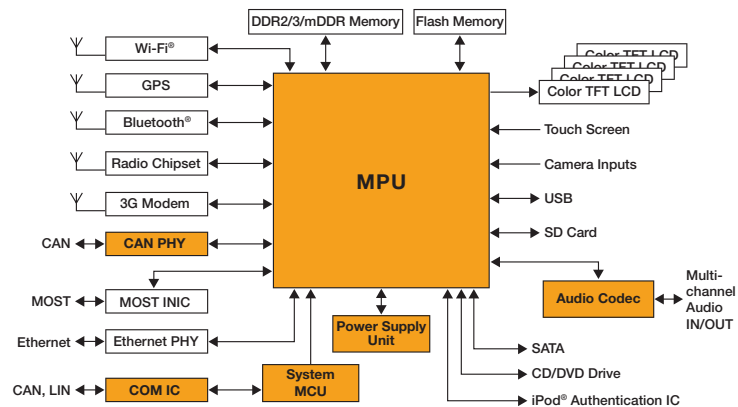 DDR2/3/mDDR Memory
Flash Memory
Wi-Fi®
GPS
Bluetooth®
Radio Chipset
3G Modem
CAN
CAN PHY
MOST
MOST INIC
Ethernet
Ethernet PHY
CAN, LIN
COM IC
System
MCU
MPU
Power Supply
Unit
Color TFT LCD
Color TFT LCD
Color TFT LCD
Color TFT LCD
Touch Screen
Camera Inputs
USB
SD Card
Audio Codec
Multi-
channel
Audio
IN/OUT
SATA
CD/DVD Drive
iPod® Authentication IC